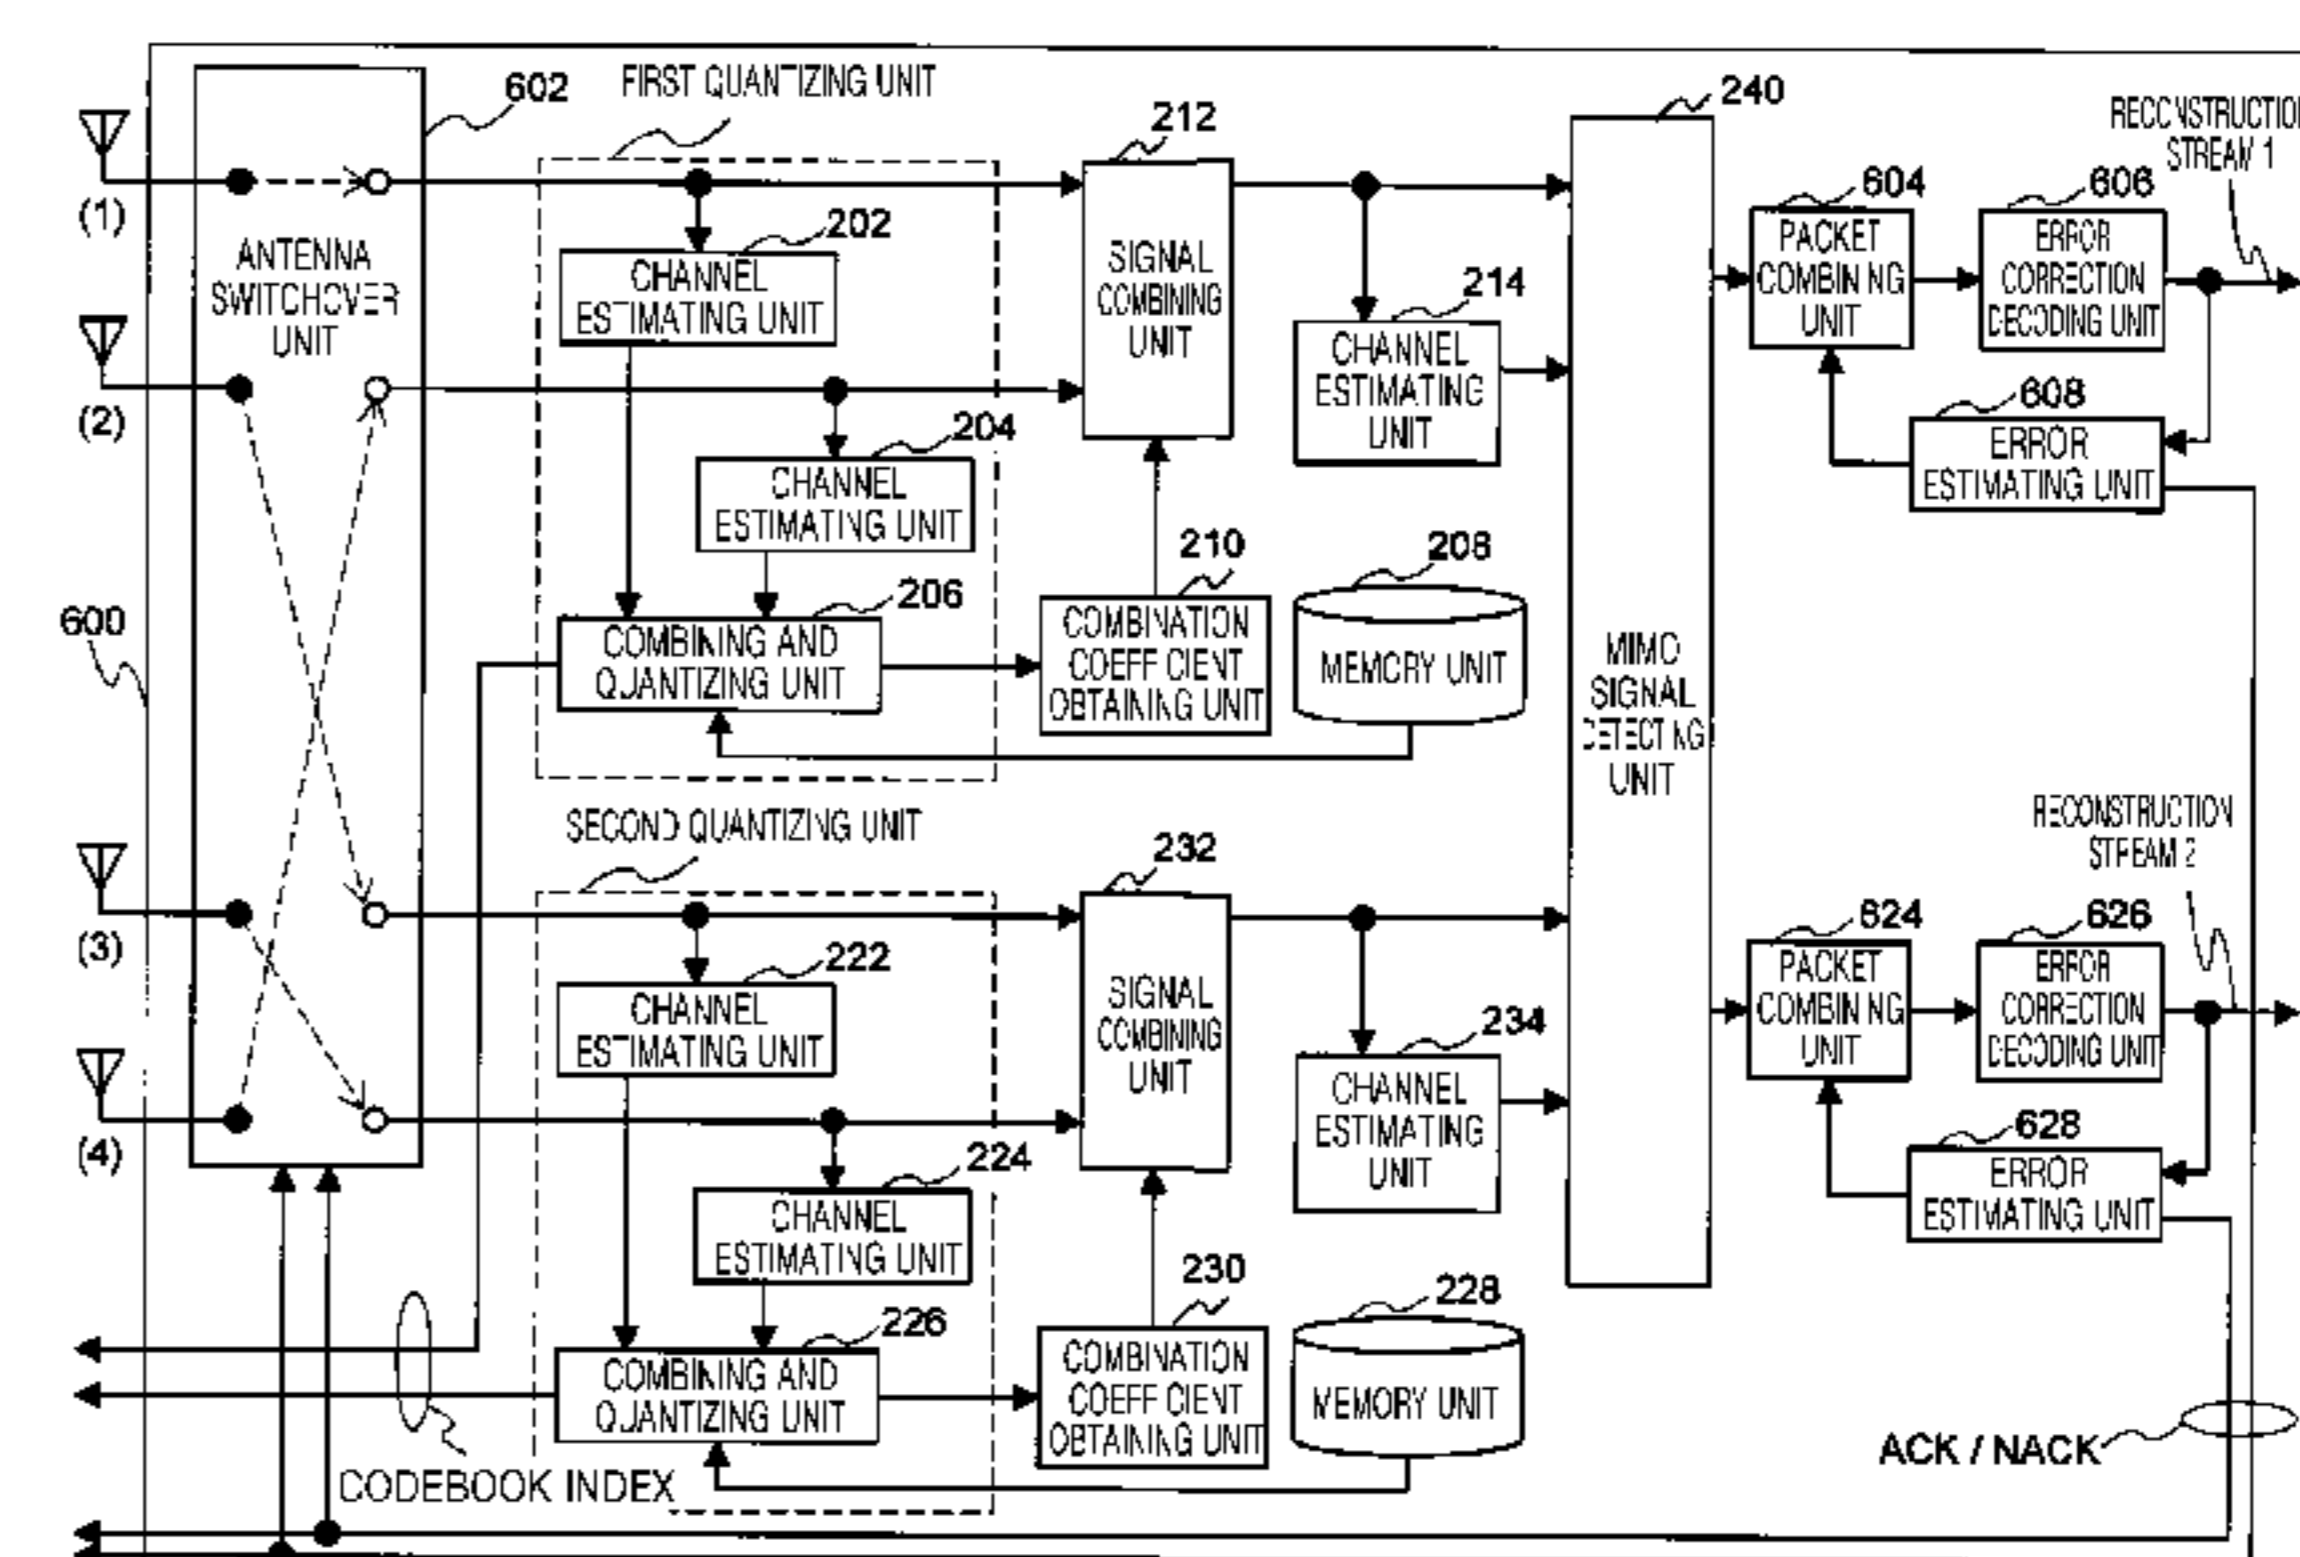 602
FIRST QUANTIZING UNIT
212
240
RECONSTRUCTION
STREAM 1
604
606
(1)
202
ANTENNA
SWITCHOVER
UNIT
CHANNEL
ESTIMATING UNIT
SIGNAL
COMBINING
UNIT
214
CHANNEL
ESTIMATING
UNIT
PACKET
COMBINING
UNIT
ERROR
CORRECTION
DECODING UNIT
(2)
204
CHANNEL
ESTIMATING UNIT
608
ERROR
ESTIMATING UNIT
600
206
COMBINING AND
QUANTIZING UNIT
210
COMBINATION
COEFFICIENT
OBTAINING UNIT
208
MEMORY UNIT
MIMO
SIGNAL
DETECTING
UNIT
SECOND QUANTIZING UNIT
232
RECONSTRUCTION
STREAM 2
624
626
(3)
222
CHANNEL
ESTIMATING UNIT
SIGNAL
COMBINING
UNIT
234
CHANNEL
ESTIMATING
UNIT
PACKET
COMBINING
UNIT
ERROR
CORRECTION
DECODING UNIT
(4)
224
CHANNEL
ESTIMATING UNIT
628
ERROR
ESTIMATING UNIT
226
COMBINING AND
QUANTIZING UNIT
230
COMBINATION
COEFFICIENT
OBTAINING UNIT
228
MEMORY UNIT
CODEBOOK INDEX
ACK / NACK